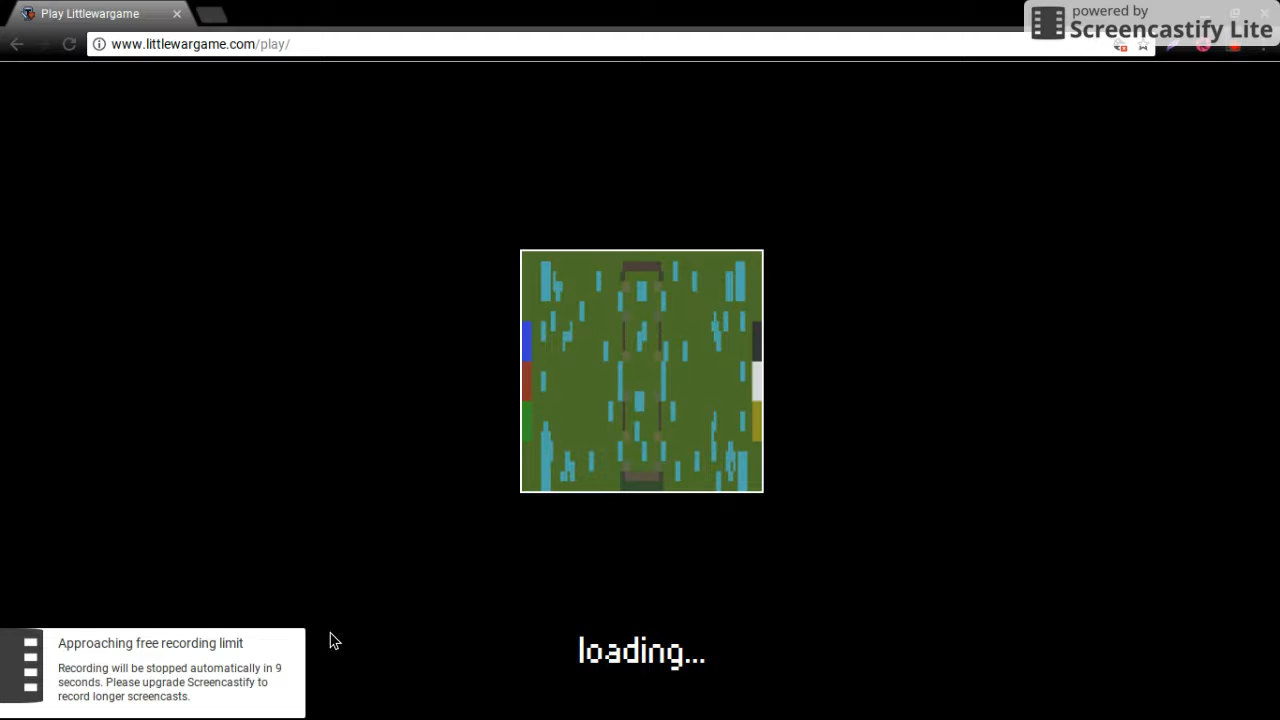 Play Littlewargame
powered by
Screencastify Lite
www.littlewargame.com/play/
loading...
Approaching free recording limit
Recording will be stopped automatically in 9
seconds. Please upgrade Screencastify to
record longer screencasts.